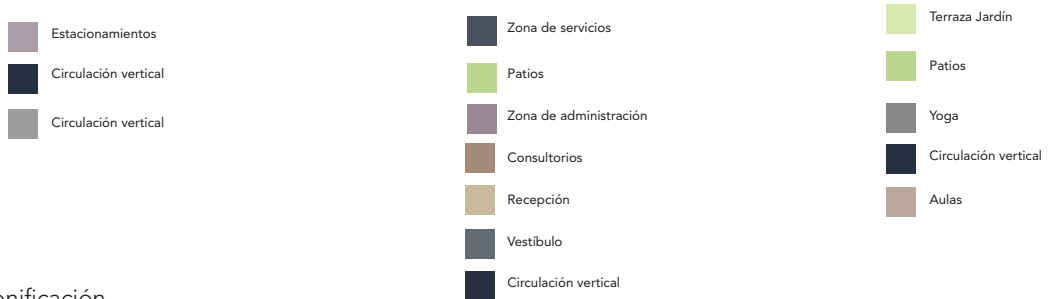 Estacionamientos
Circulación vertical
Circulación vertical
Zona de servicios
Patios
Zona de administración
Consultorios
Recepción
Vestíbulo
Circulación vertical
Terraza Jardín
Patios
Yoga
Circulación vertical
Aulas